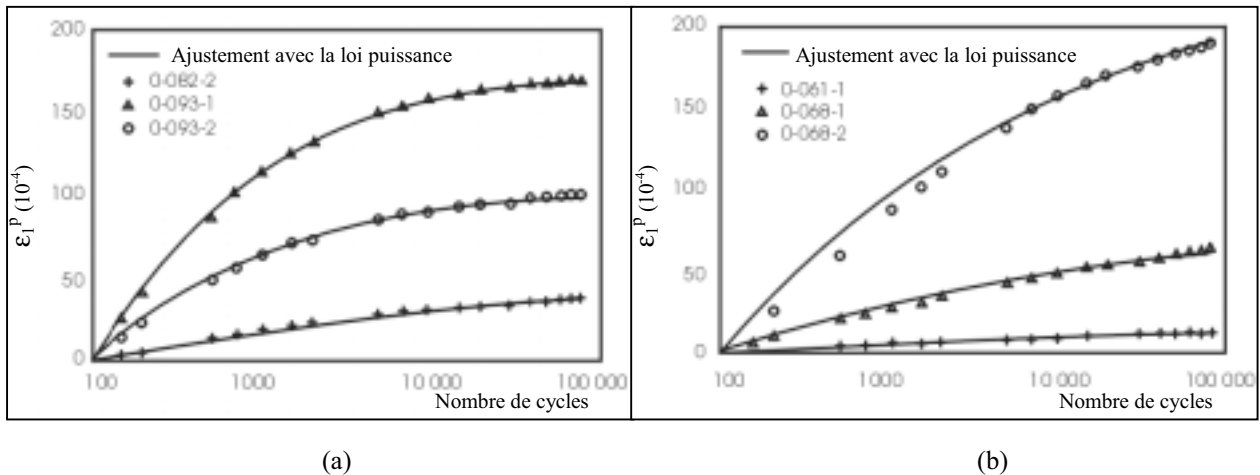 200
Ajustement avec la loi puissance
0-082-2
0-093-1
0-093-2
150
100
50
0
ε₁ᵖ (10⁻⁴)
100 1000 10 000 100 000
Nombre de cycles
(a)
200
Ajustement avec la loi puissance
0-061-1
0-068-1
0-068-2
150
100
50
0
ε₁ᵖ (10⁻⁴)
100 1 000 10 000 100 000
Nombre de cycles
(b)